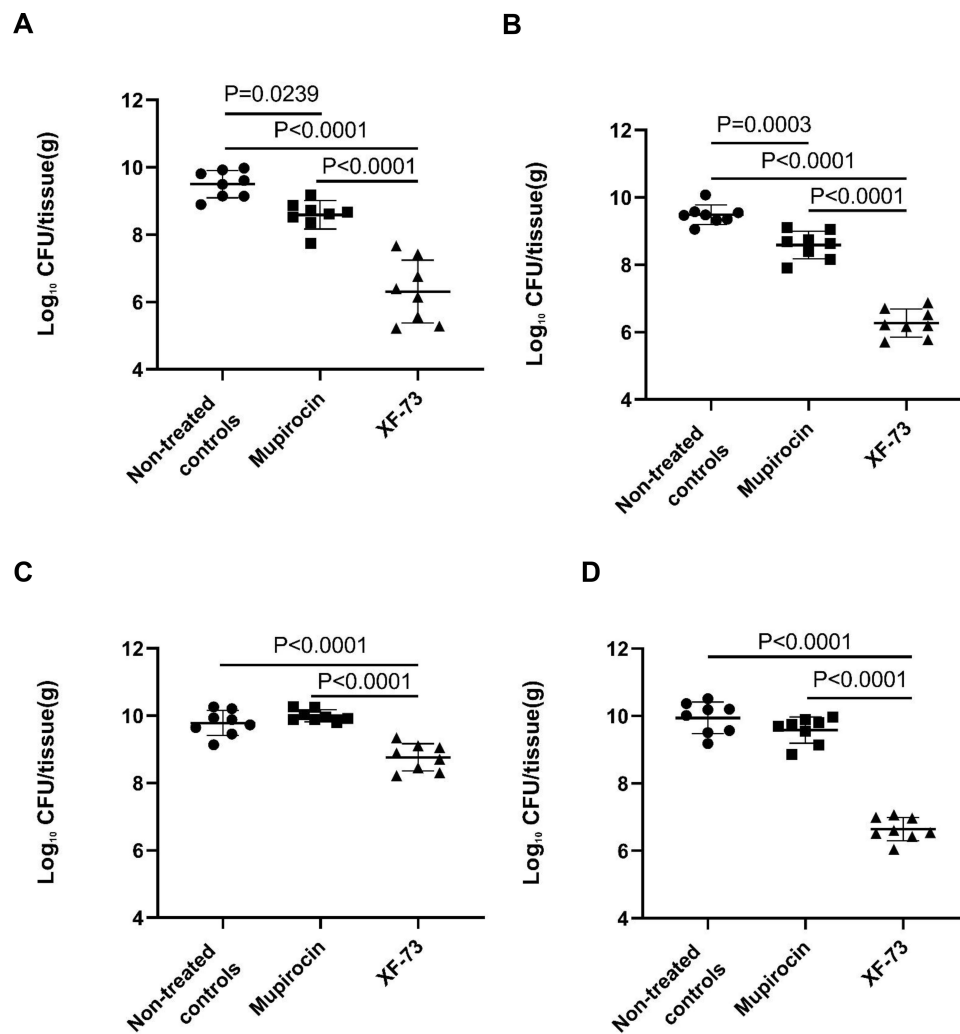 A
P=0.0239
P<0.0001
P<0.0001
12
10
8
6
4
Log₁₀ CFU/tissue(g)
Non-treated
controls
Mupirocin
XF-73
B
P=0.0003
P<0.0001
P<0.0001
12
10
8
6
4
Log₁₀ CFU/tissue(g)
Non-treated
controls
Mupirocin
XF-73
C
P<0.0001
P<0.0001
12
10
8
6
4
Log₁₀ CFU/tissue(g)
Non-treated
controls
Mupirocin
XF-73
D
P<0.0001
P<0.0001
12
10
8
6
4
Log₁₀ CFU/tissue(g)
Non-treated
controls
Mupirocin
XF-73